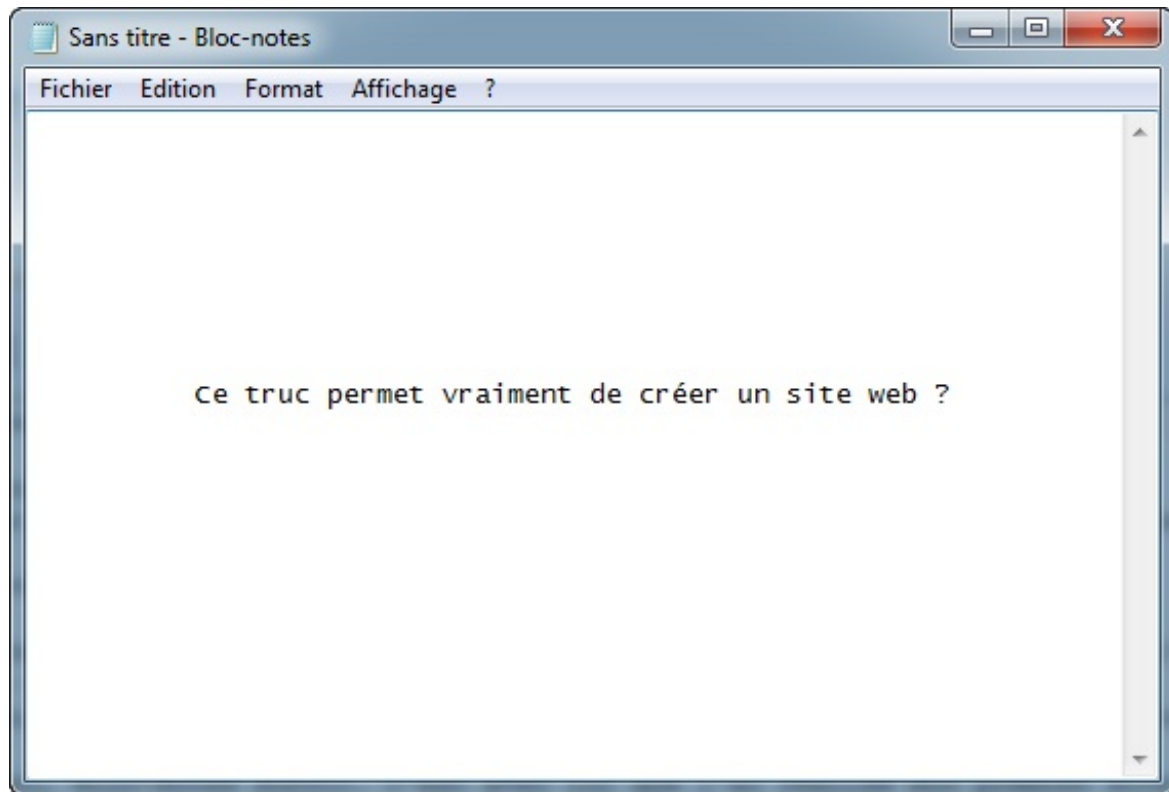 Sans titre - Bloc-notes
Fichier Edition Format Affichage ?
Ce truc permet vraiment de créer un site web ?